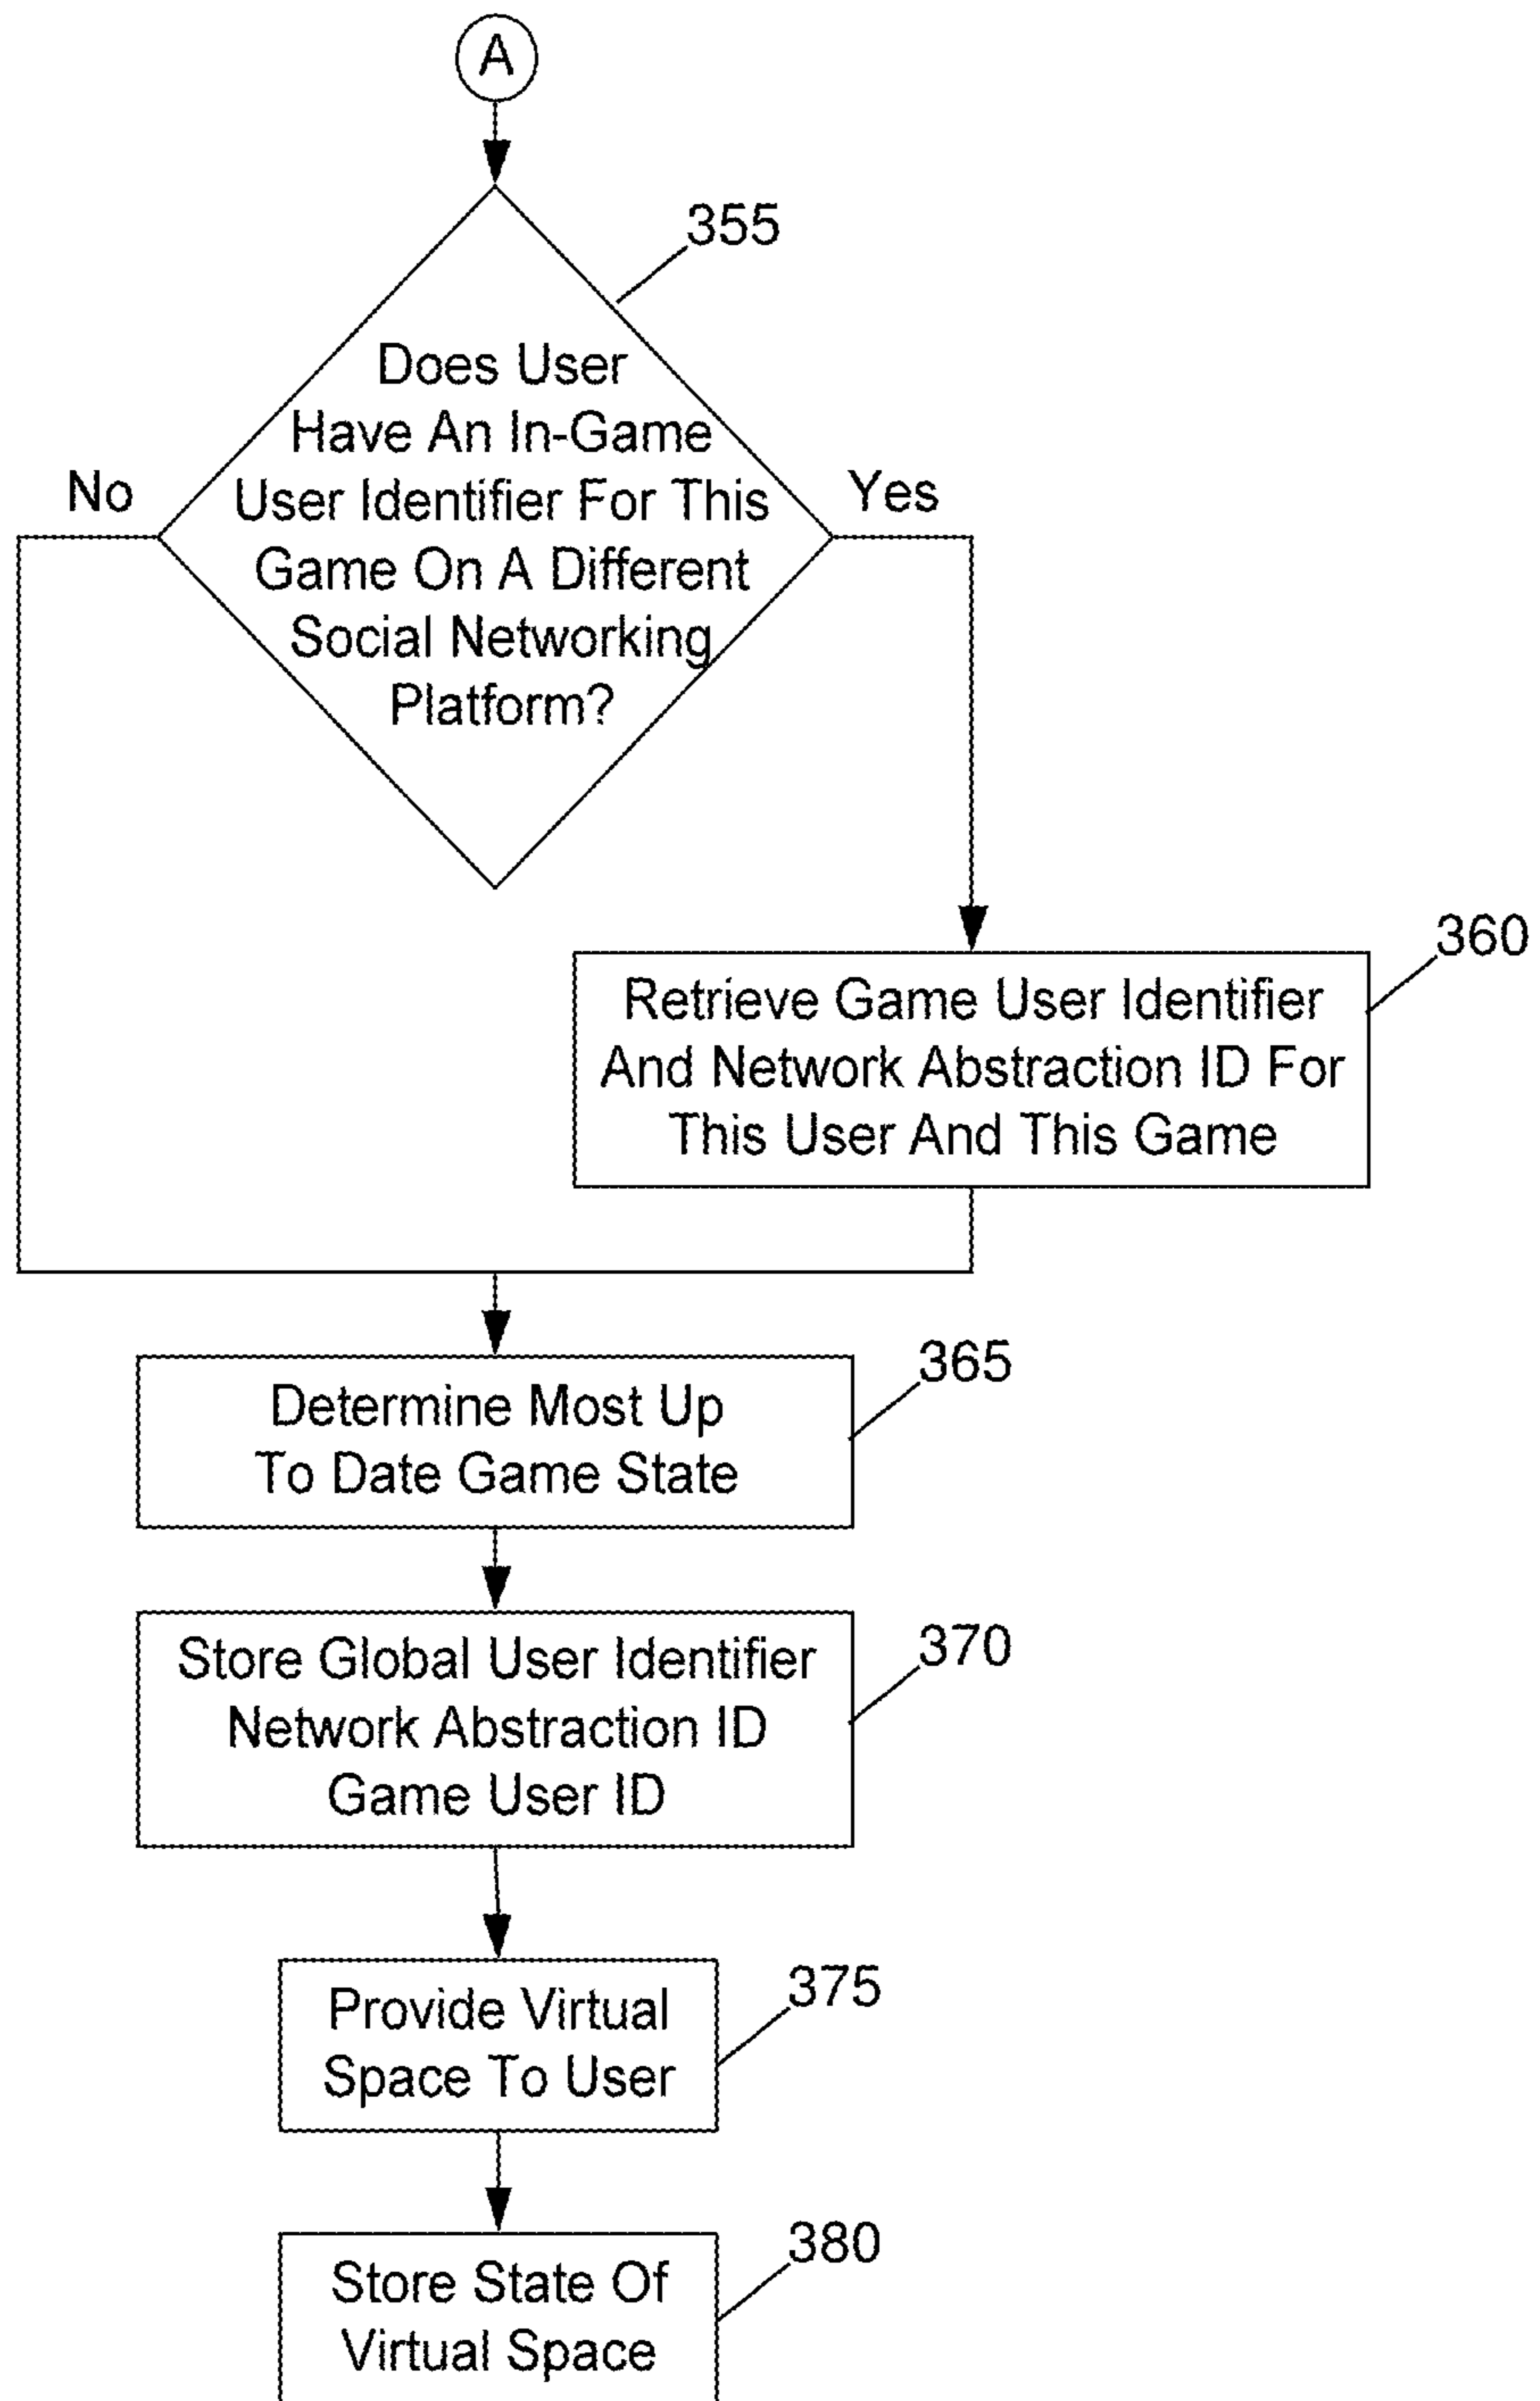 A
355
Does User
Have An In-Game
User Identifier For This
Game On A Different
Social Networking
Platform?
No
Yes
360
Retrieve Game User Identifier
And Network Abstraction ID For
This User And This Game
365
Determine Most Up
To Date Game State
370
Store Global User Identifier
Network Abstraction ID
Game User ID
375
Provide Virtual
Space To User
380
Store State Of
Virtual Space